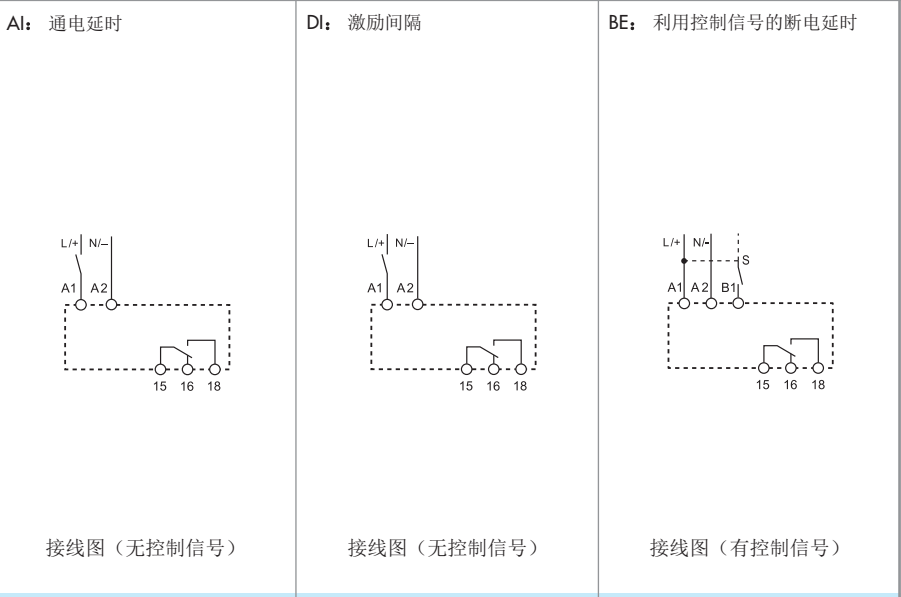 AI： 通电延时
L/+ N/–
A1 A2
15 16 18
接线图（无控制信号）
DI： 激励间隔
L/+ N/–
A1 A2
15 16 18
接线图（无控制信号）
BE： 利用控制信号的断电延时
L/+ N/-
S
A1 A2 B1
15 16 18
接线图（有控制信号）